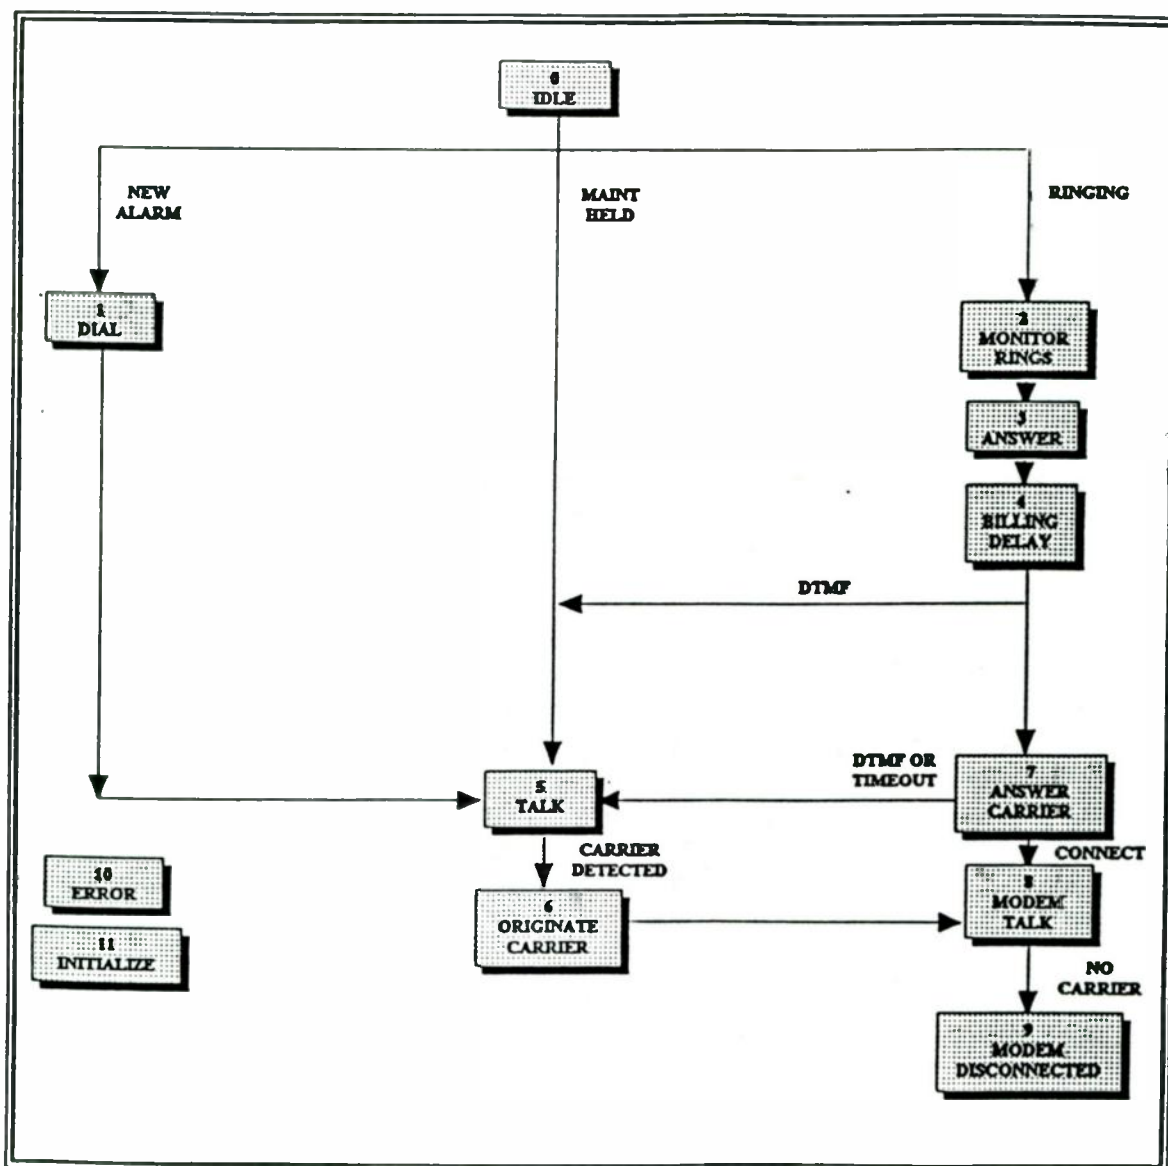 0
IDLE
NEW
ALARM
MAINT
HELD
RINGING
1
DIAL
2
MONITOR
RINGS
3
ANSWER
4
BILLING
DELAY
DTMF
DTMF OR
TIMEOUT
7
ANSWER
CARRIER
5
TALK
CARRIER
DETECTED
CONNECT
10
ERROR
6
ORIGINATE
CARRIER
8
MODEM
TALK
11
INITIALIZE
NO
CARRIER
9
MODEM
DISCONNECTED